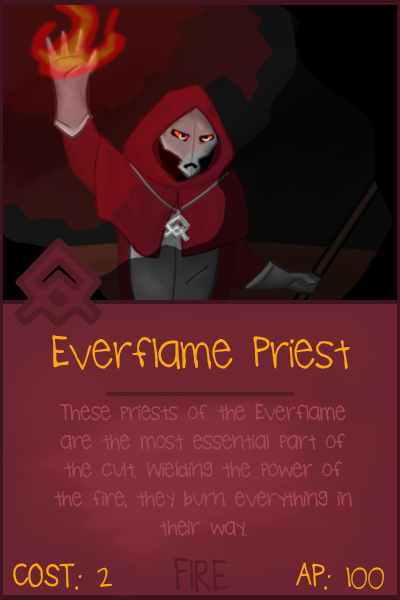 Everflame Priest
These priests of the Everflame
are the most essential part of
the cult. Wielding the power of
the fire, they burn everything in
their way.
COST: 2 FIRE AP: 100